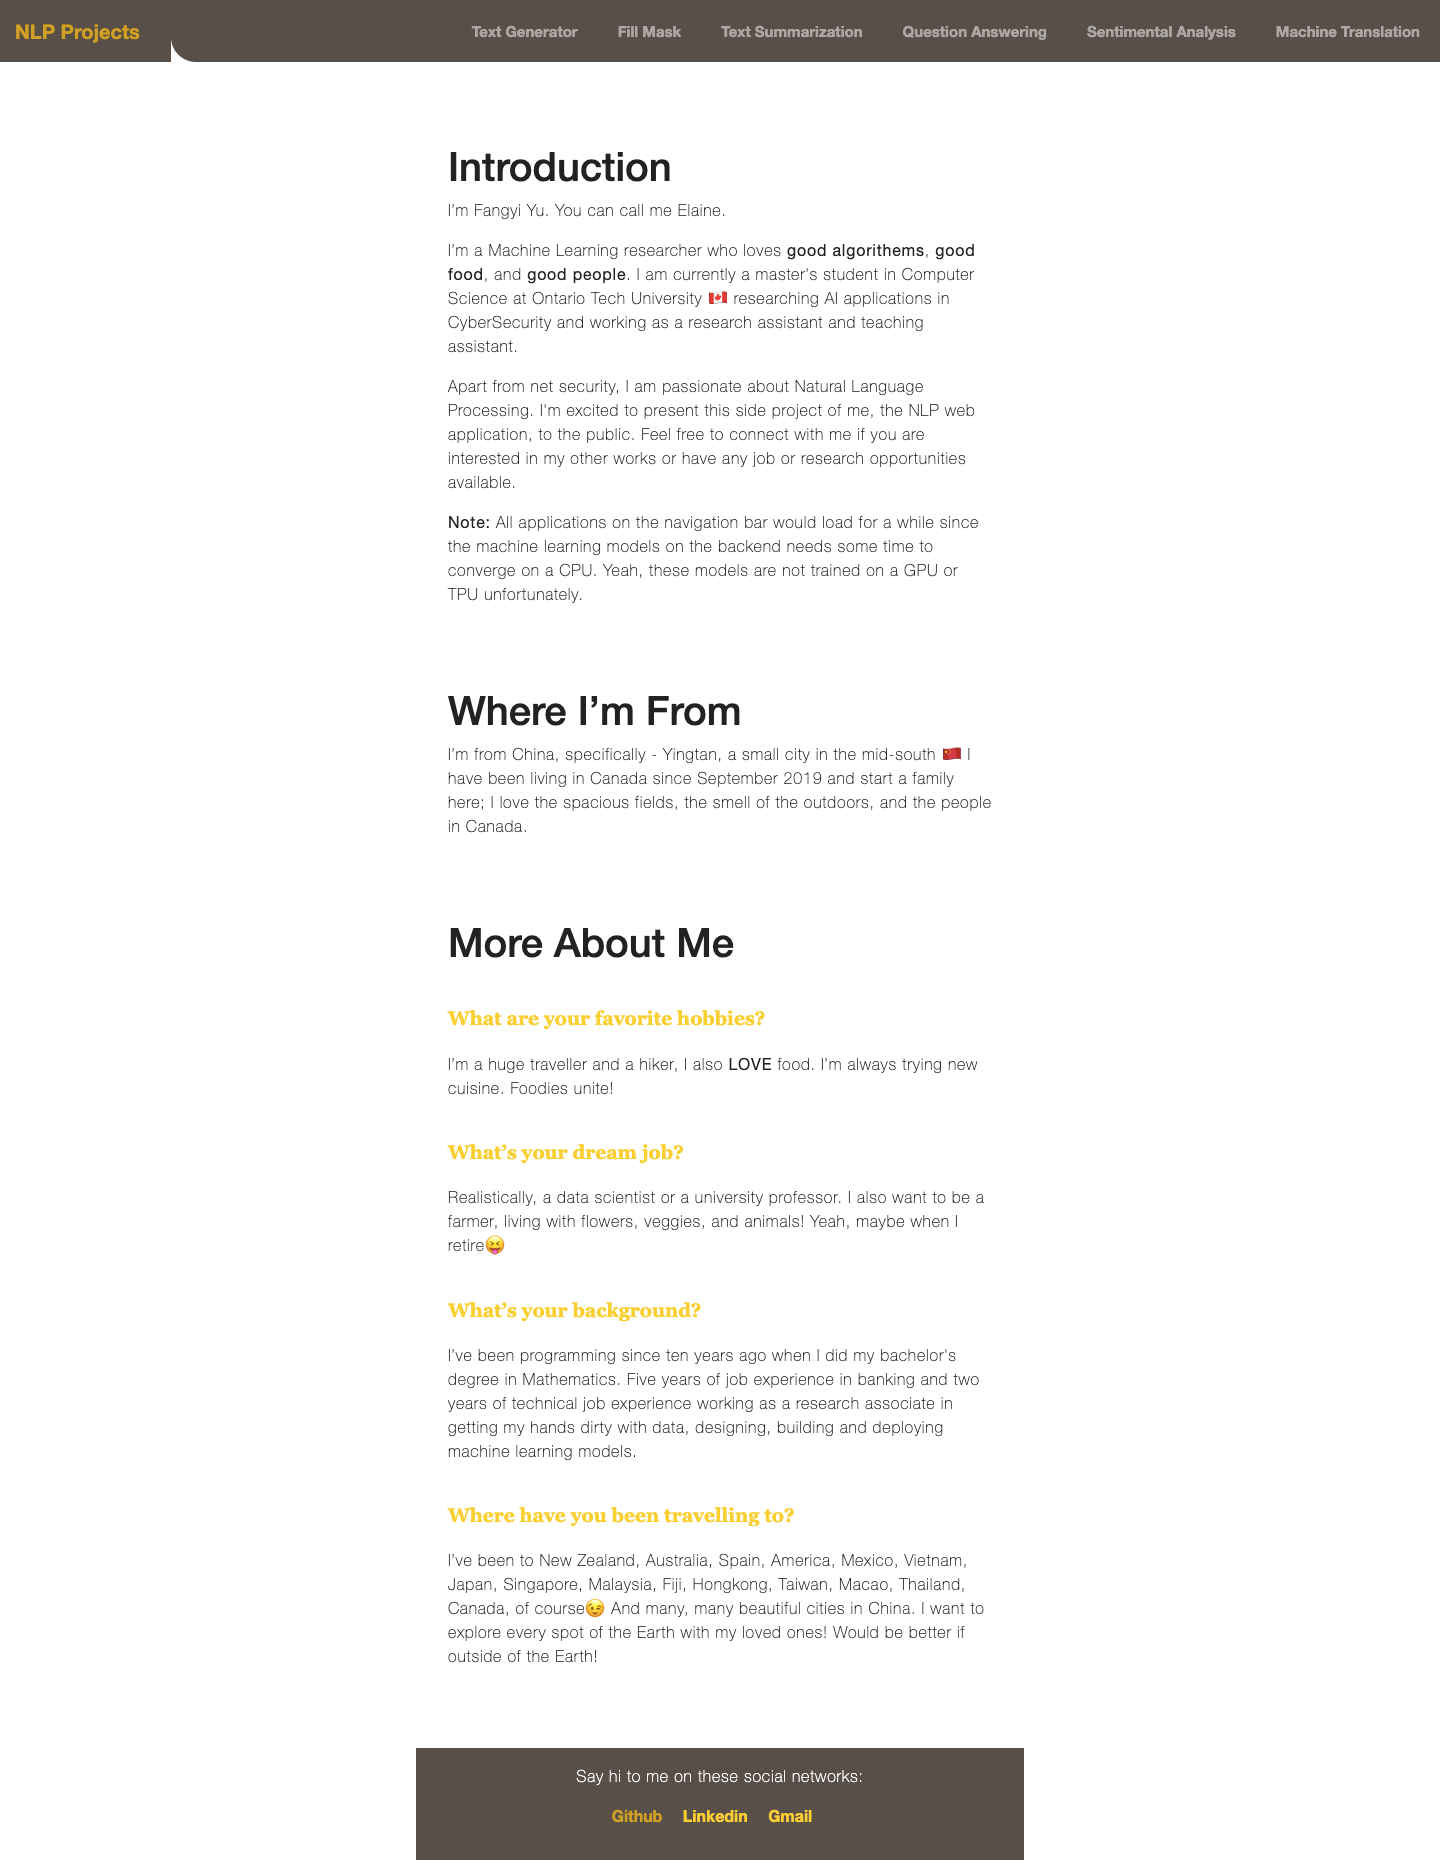 NLP Projects
Text Generator
Fill Mask
Text Summarization
Question Answering
Sentimental Analysis
Machine Translation
Introduction
I’m Fangyi Yu. You can call me Elaine.
I’m a Machine Learning researcher who loves good algorithems, good
food, and good people. I am currently a master's student in Computer
Science at Ontario Tech University 🇨🇦 researching AI applications in
CyberSecurity and working as a research assistant and teaching
assistant.
Apart from net security, I am passionate about Natural Language
Processing. I'm excited to present this side project of me, the NLP web
application, to the public. Feel free to connect with me if you are
interested in my other works or have any job or research opportunities
available.
Note: All applications on the navigation bar would load for a while since
the machine learning models on the backend needs some time to
converge on a CPU. Yeah, these models are not trained on a GPU or
TPU unfortunately.
Where I’m From
I’m from China, specifically - Yingtan, a small city in the mid-south 🇨🇳 I
have been living in Canada since September 2019 and start a family
here; I love the spacious fields, the smell of the outdoors, and the people
in Canada.
More About Me
What are your favorite hobbies?
I’m a huge traveller and a hiker, I also LOVE food. I’m always trying new
cuisine. Foodies unite!
What’s your dream job?
Realistically, a data scientist or a university professor. I also want to be a
farmer, living with flowers, veggies, and animals! Yeah, maybe when I
retire😝
What’s your background?
I’ve been programming since ten years ago when I did my bachelor's
degree in Mathematics. Five years of job experience in banking and two
years of technical job experience working as a research associate in
getting my hands dirty with data, designing, building and deploying
machine learning models.
Where have you been travelling to?
I’ve been to New Zealand, Australia, Spain, America, Mexico, Vietnam,
Japan, Singapore, Malaysia, Fiji, Hongkong, Taiwan, Macao, Thailand,
Canada, of course😉 And many, many beautiful cities in China. I want to
explore every spot of the Earth with my loved ones! Would be better if
outside of the Earth!
Say hi to me on these social networks:
Github Linkedin Gmail